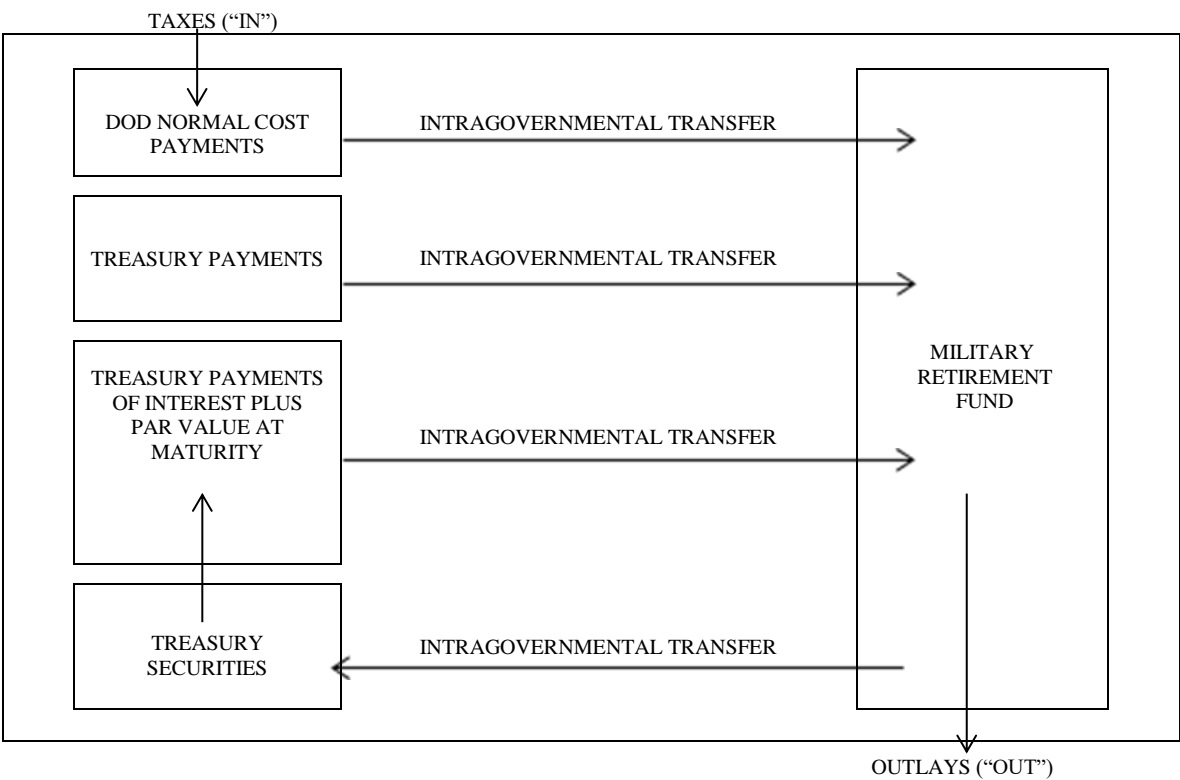 TAXES (“IN”)
DOD NORMAL COST
PAYMENTS
INTRAGOVERNMENTAL TRANSFER
TREASURY PAYMENTS
INTRAGOVERNMENTAL TRANSFER
TREASURY PAYMENTS
OF INTEREST PLUS
PAR VALUE AT
MATURITY
INTRAGOVERNMENTAL TRANSFER
MILITARY
RETIREMENT
FUND
TREASURY
SECURITIES
INTRAGOVERNMENTAL TRANSFER
OUTLAYS (“OUT”)